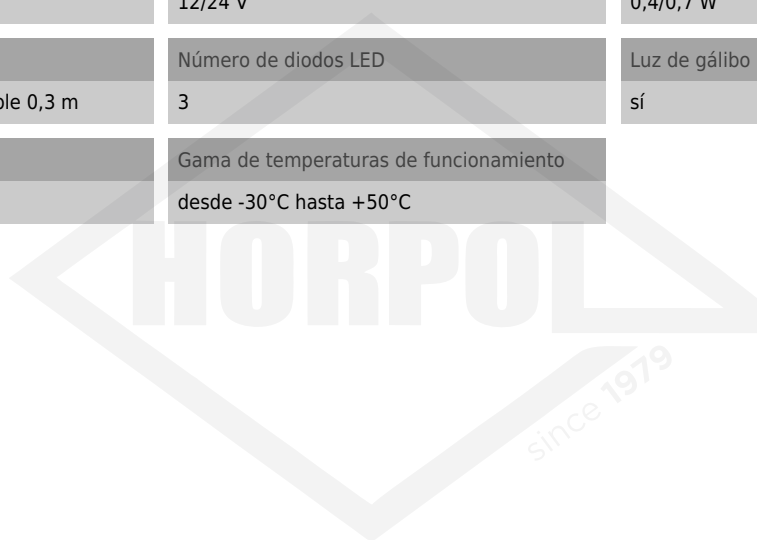 12/24 V
0,4/0,7 W
Número de diodos LED
Luz de gálibo
0,3 m
3
sí
Gama de temperaturas de funcionamiento
desde -30°C hasta +50°C
HORPOL
since 1979